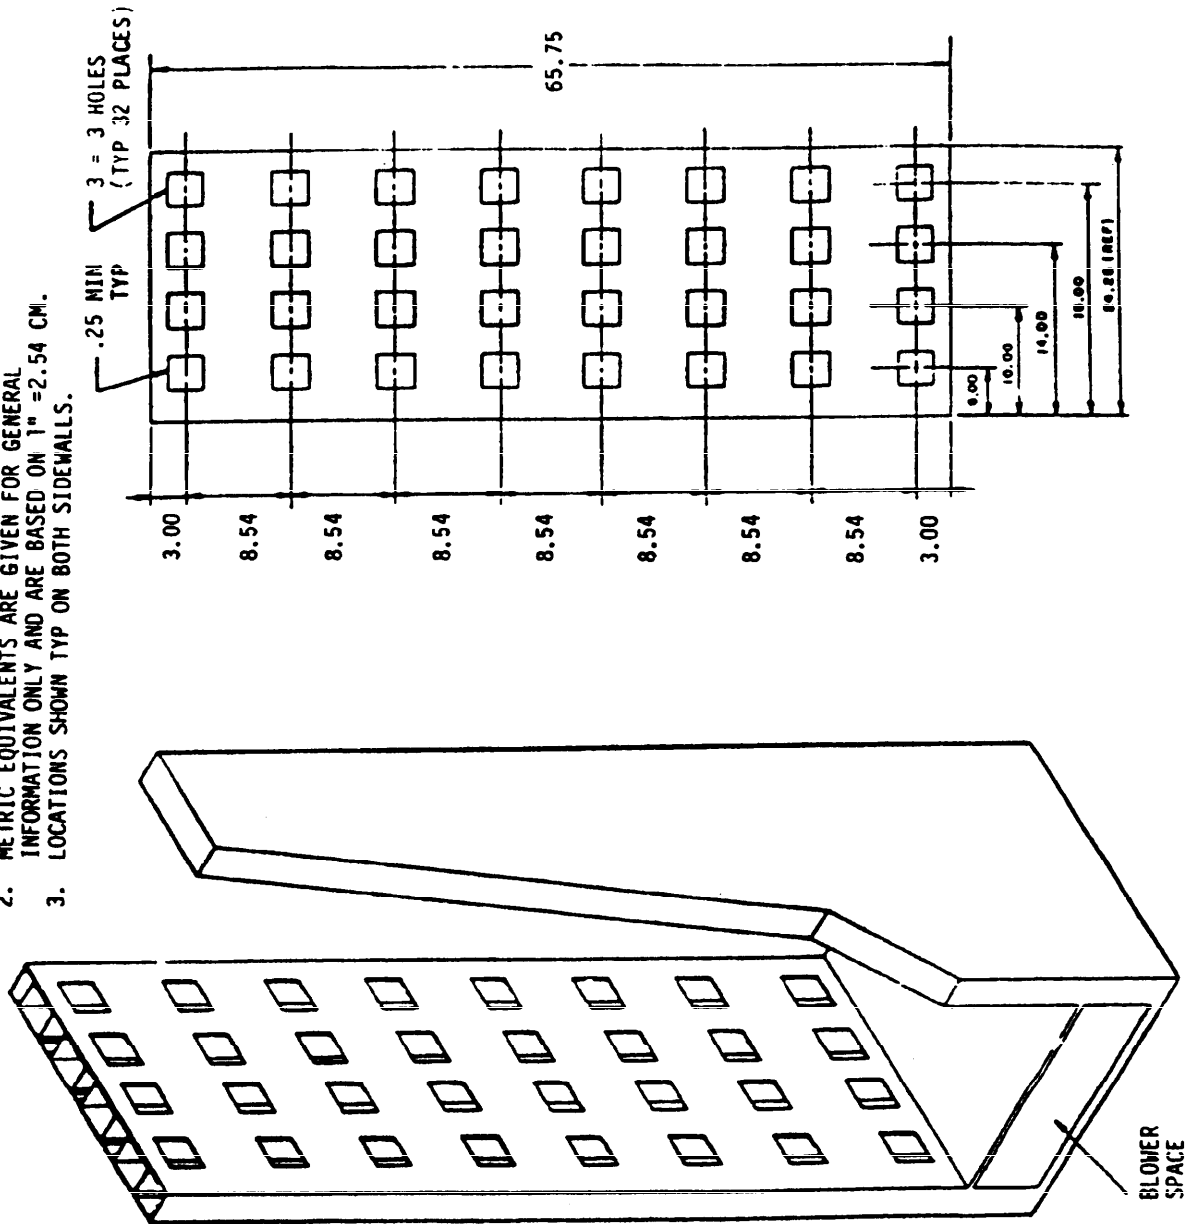 2. METRIC EQUIVALENTS ARE GIVEN FOR GENERAL
INFORMATION ONLY AND ARE BASED ON 1" =2.54 CM.
3. LOCATIONS SHOWN TYP ON BOTH SIDEWALLS.
.25 MIN
TYP
3 = 3 HOLES
(TYP 32 PLACES)
65.75
3.00
8.54
8.54
8.54
8.54
8.54
8.54
8.54
3.00
10.00
14.00
(REF)
BLOWER
SPACE